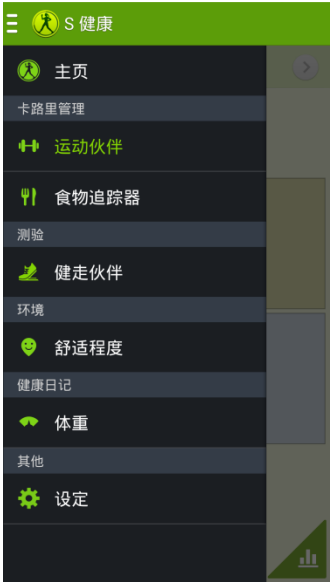 S 健康
主页
卡路里管理
运动伙伴
食物追踪器
测验
健走伙伴
环境
舒适程度
健康日记
体重
其他
设定